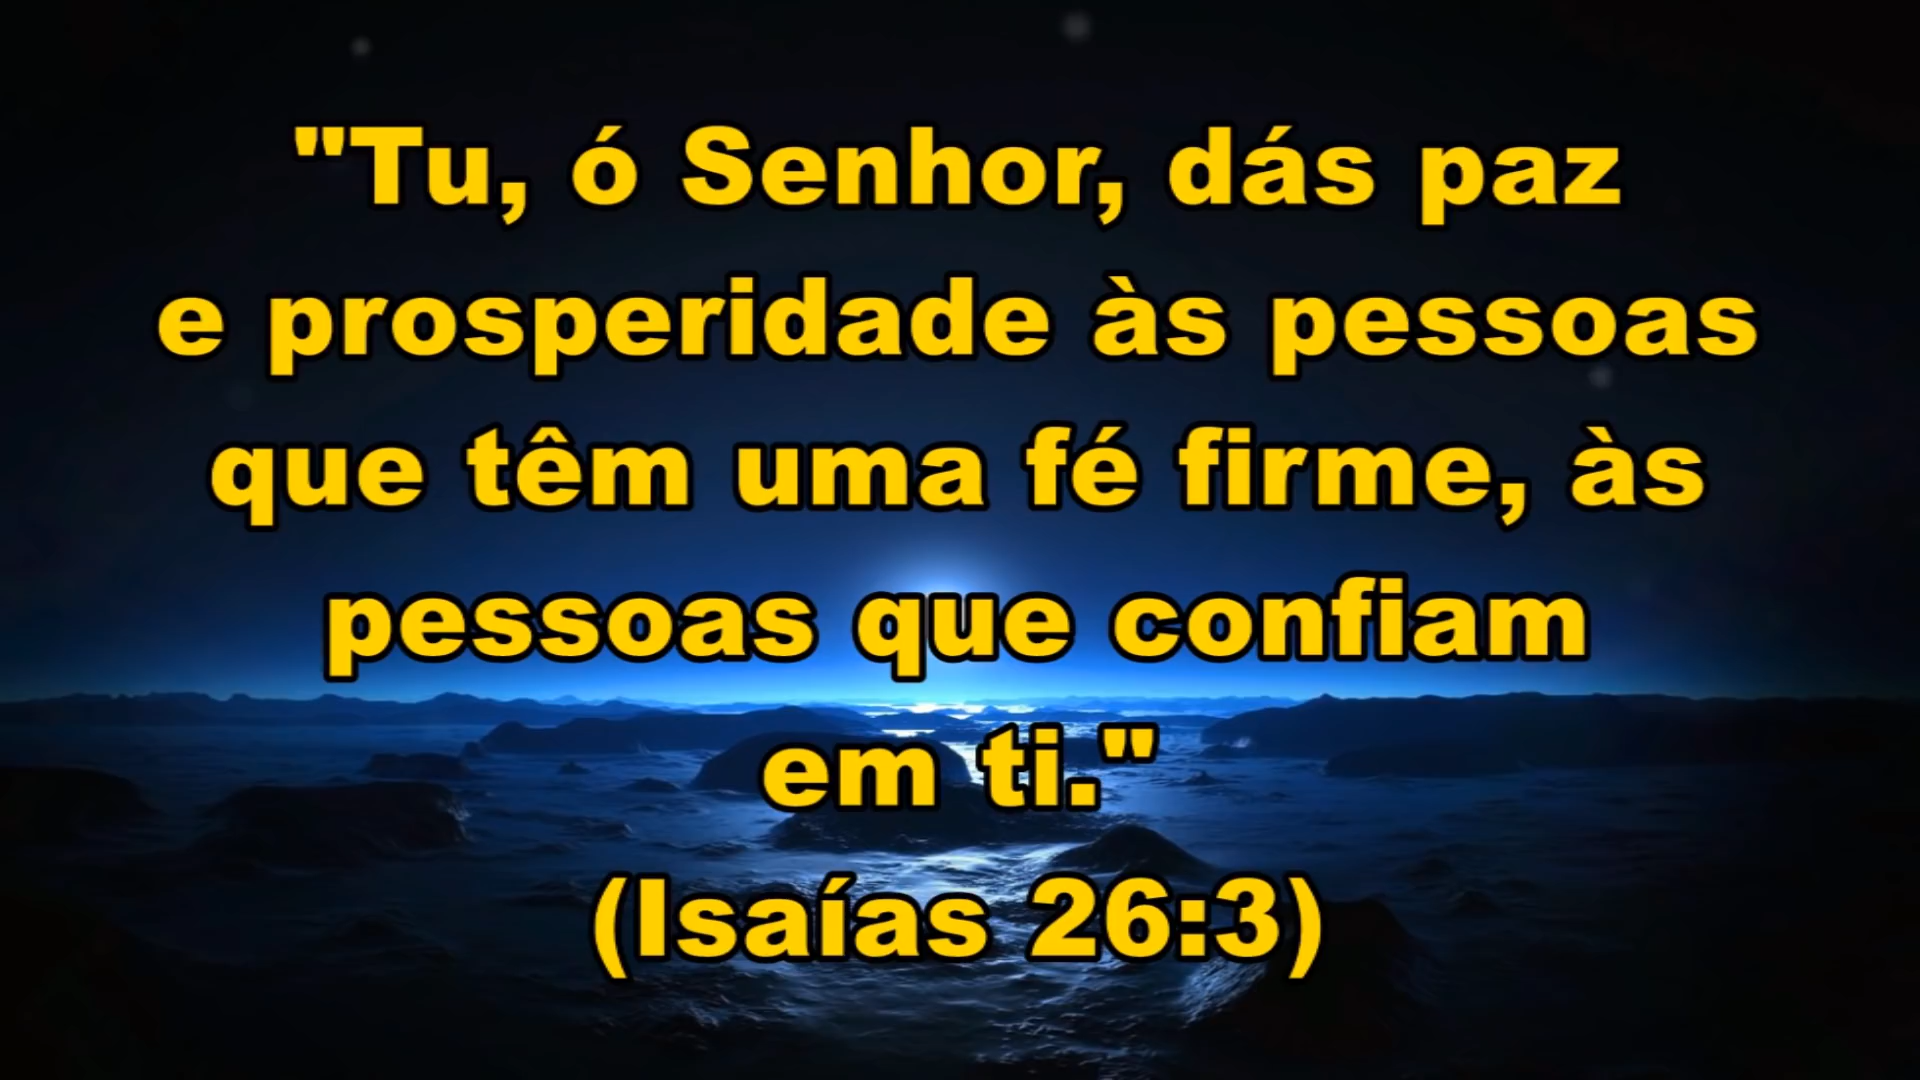 "Tu, ó Senhor, dás paz
e prosperidade às pessoas
que têm uma fé firme, às
pessoas que confiam
em ti."
(Isaías 26:3)